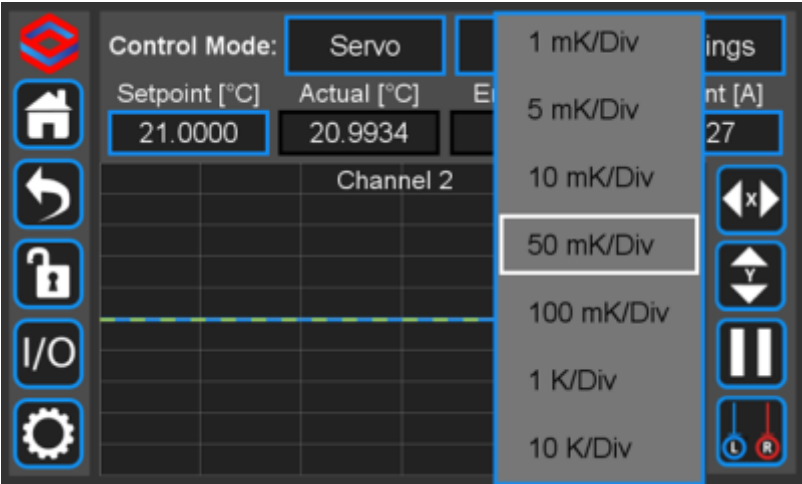 Control Mode: Servo
Setpoint [°C] Actual [°C]
21.0000 20.9934
Channel 2
I/O
1 mK/Div
5 mK/Div
10 mK/Div
50 mK/Div
100 mK/Div
1 K/Div
10 K/Div
ings
nt [A]
27
X
Y
L R